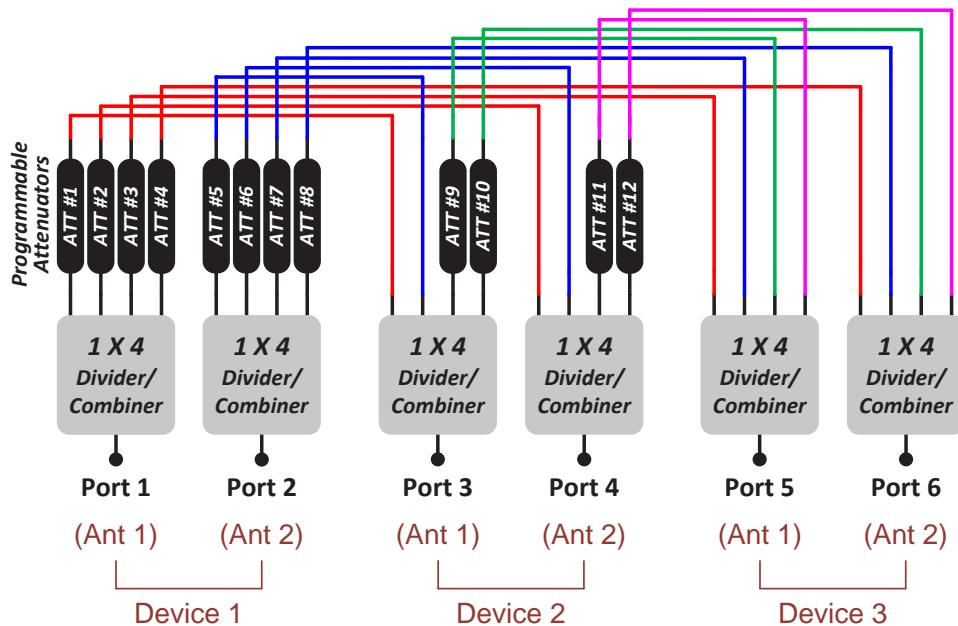 Programmable
Attenuators
ATT #1
ATT #2
ATT #3
ATT #4
ATT #5
ATT #6
ATT #7
ATT #8
ATT #9
ATT #10
ATT #11
ATT #12
1 X 4
Divider/
Combiner
1 X 4
Divider/
Combiner
1 X 4
Divider/
Combiner
1 X 4
Divider/
Combiner
1 X 4
Divider/
Combiner
1 X 4
Divider/
Combiner
Port 1
Port 2
Port 3
Port 4
Port 5
Port 6
(Ant 1)
(Ant 2)
(Ant 1)
(Ant 2)
(Ant 1)
(Ant 2)
Device 1
Device 2
Device 3